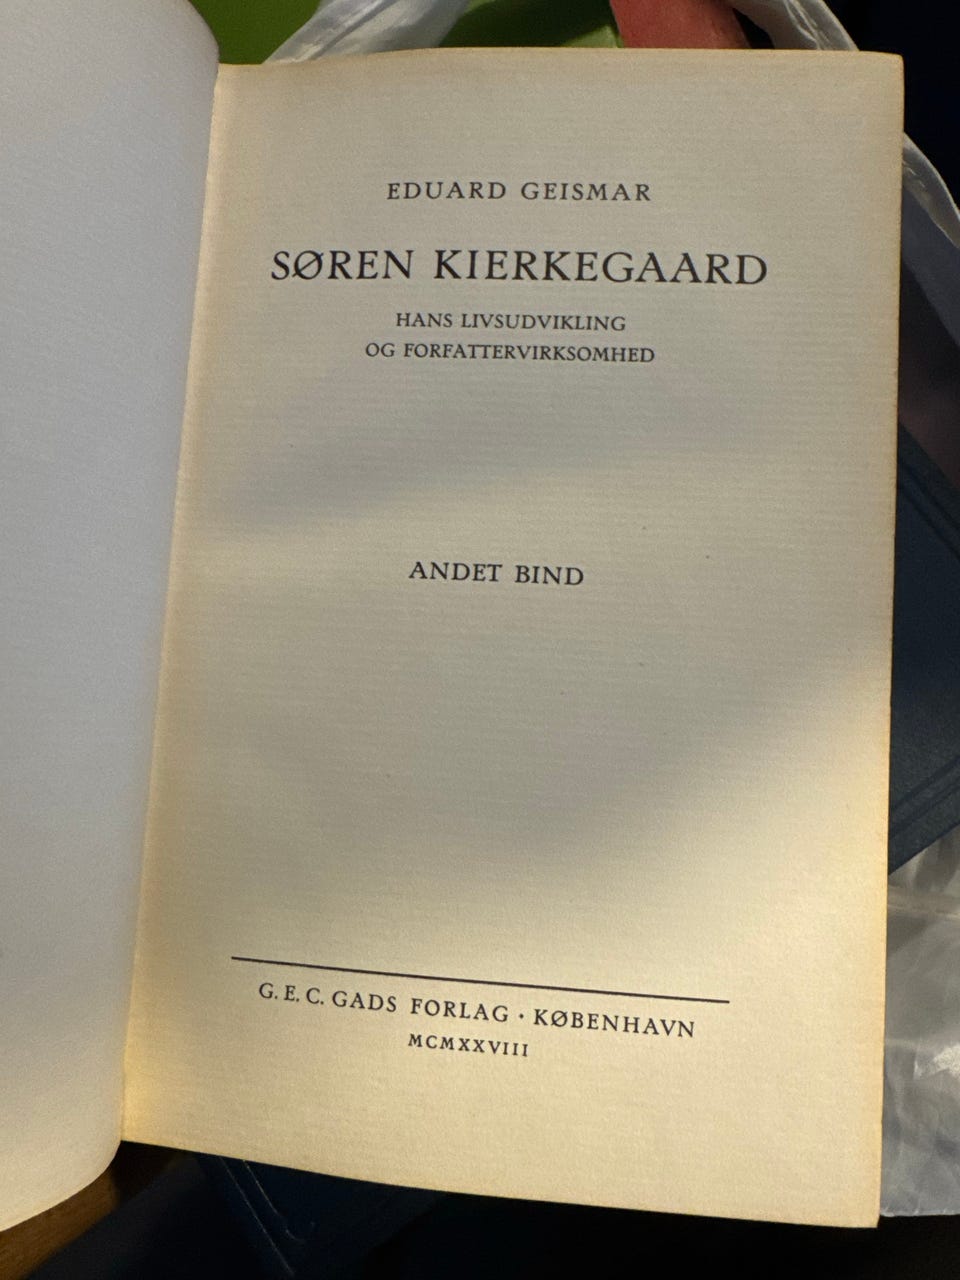 EDUARD GEISMAR
SØREN KIERKEGAARD
HANS LIVSUDVIKLING
OG FORFATTERVIRKSOMHED
ANDET BIND
G. E. C. GADS FORLAG · KØBENHAVN
MCMXXVIII